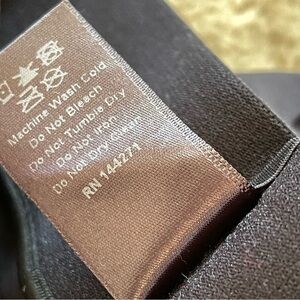 Machine Wash Cold
Do Not Bleach
Do Not Tumble Dry
Do Not Iron
Do Not Dry Clean
RN 144271